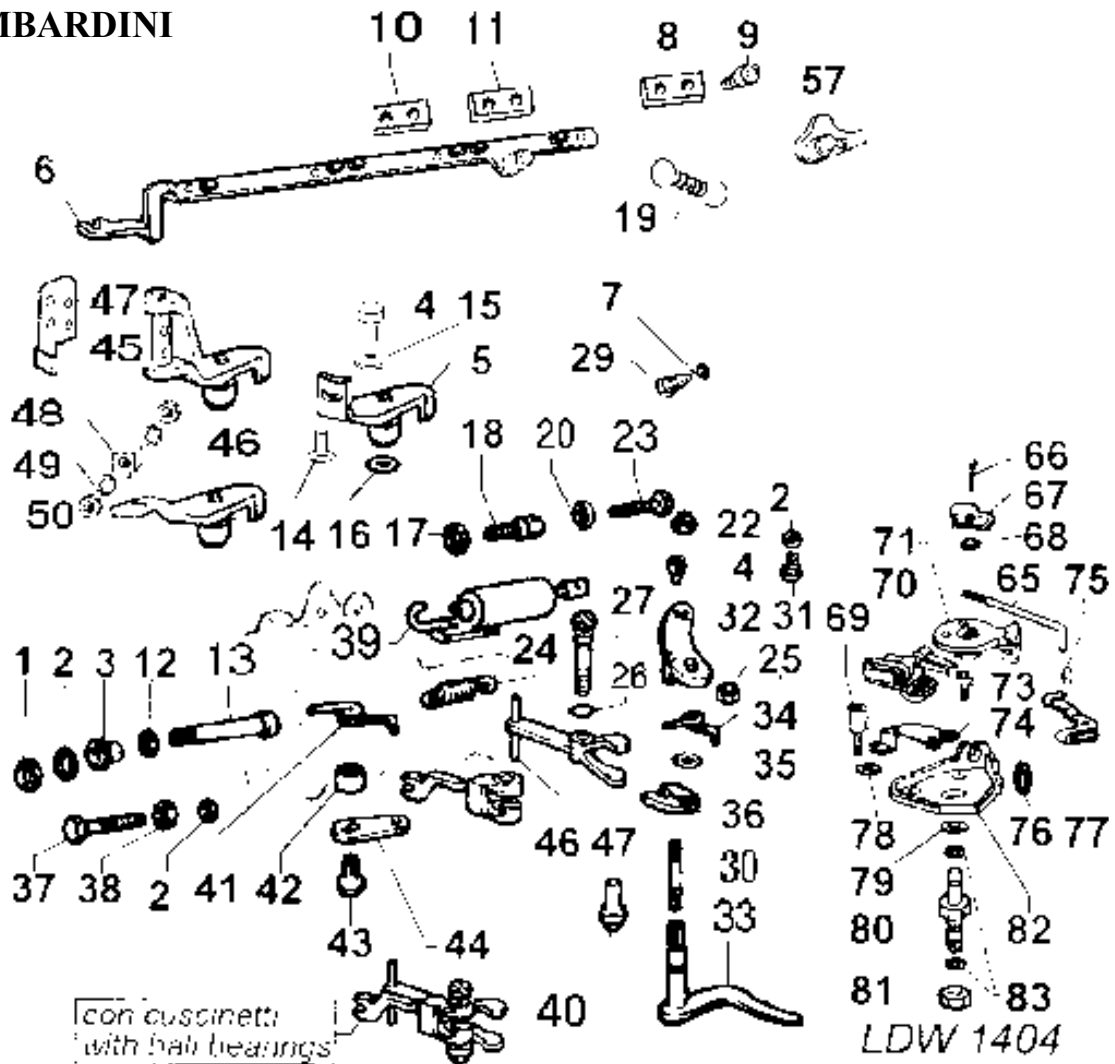 MBARDINI
10 11 8 9 57
6
19
47 4 15 7
45 5 29
48 18 20 23 66
49 46 2 67
50 22 71 68
14 16 17 4 70 65 75
39 27 32 31 69
1 2 3 12 13 24 25
26 34 73
35 74
36
46 47 30 78 76 77
37 38 2 41 42 33 79
43 44 80 82
40 81 83
con cuscinetti
with ball bearings
LDW 1404